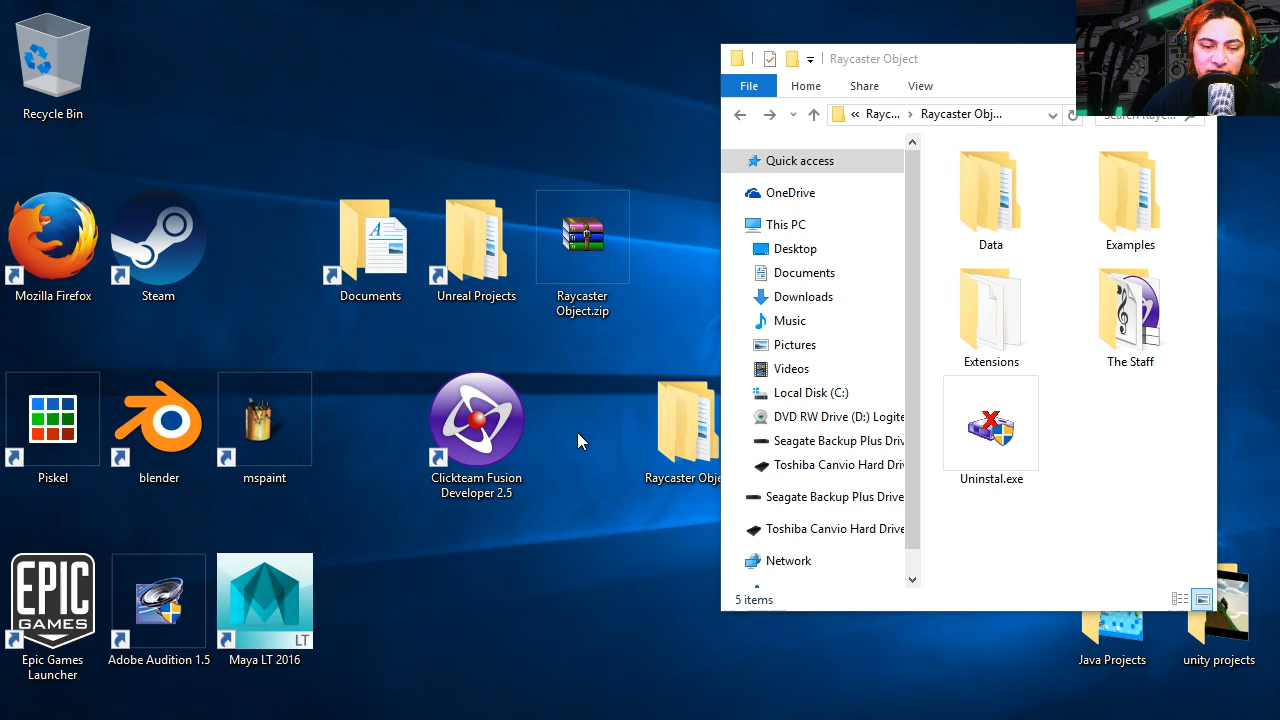 Recycle Bin
Mozilla Firefox
Steam
Documents
Unreal Projects
Raycaster
Object.zip
Piskel
blender
mspaint
Clickteam Fusion
Developer 2.5
Raycaster Obje
EPIC
GAMES
Epic Games
Launcher
Adobe Audition 1.5
LT
Maya LT 2016
Raycaster Object
File
Home
Share
View
« Rayc... › Raycaster Obj...
Search Rayc...
Quick access
OneDrive
This PC
Desktop
Documents
Downloads
Music
Pictures
Videos
Local Disk (C:)
DVD RW Drive (D:) Logite
Seagate Backup Plus Driv
Toshiba Canvio Hard Driv
Seagate Backup Plus Drive
Toshiba Canvio Hard Drive
Network
Data
Examples
Extensions
The Staff
Uninstal.exe
5 items
Java Projects
unity projects